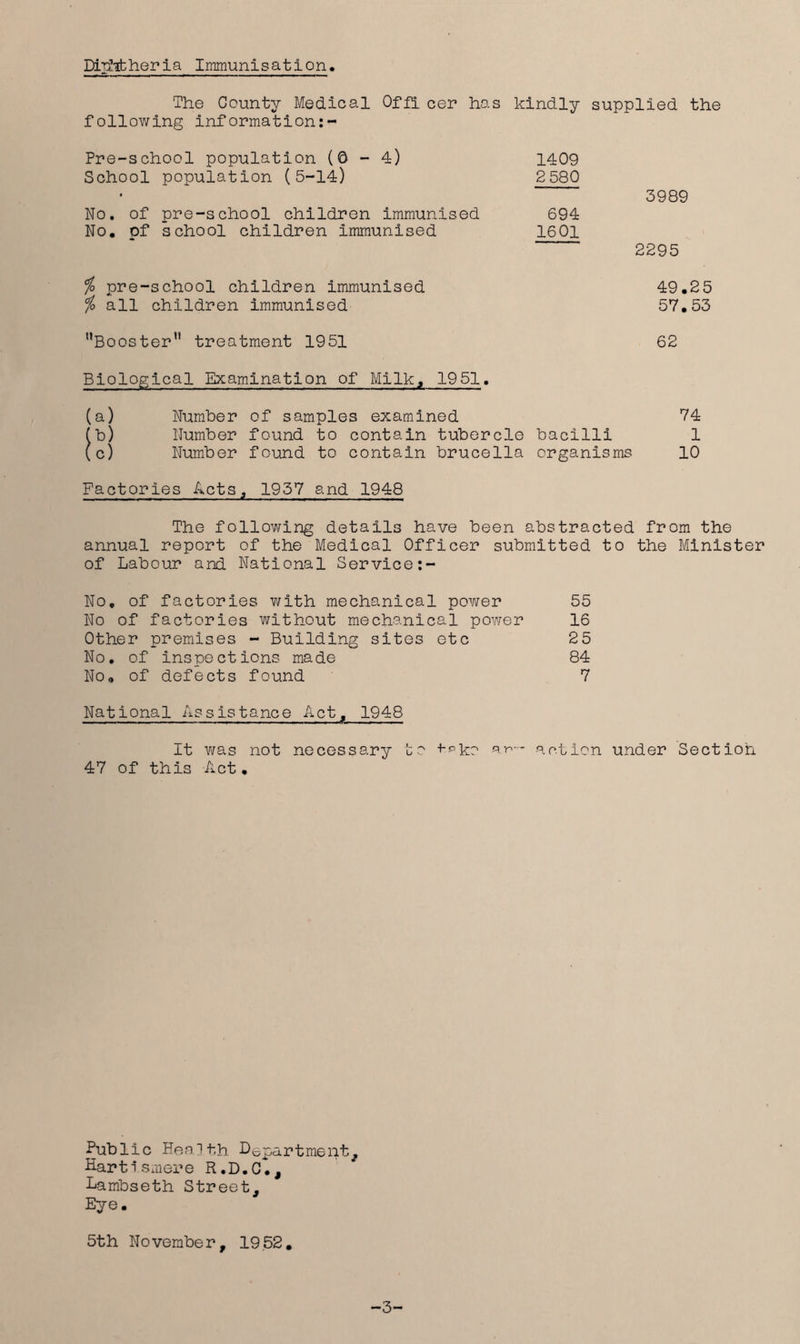 Diphtheria Immunisation.
The County Medical Officer has kindly supplied the
following information:-
Pre-school population (0 - 4) 1409
School population (5-14) 2580
3989
No. of pre-school children immunised 694
No. of school children immunised 1601
2295
% pre-school children immunised 49.25
% all children immunised 57.53
"Booster" treatment 1951 62
Biological Examination of Milk, 1951.
(a) Number of samples examined 74
(b) Number found to contain tubercle bacilli 1
(c) Number found to contain brucella organisms 10
Factories Acts, 1937 and 1948
The following details have been abstracted from the
annual report of the Medical Officer submitted to the Minister
of Labour and National Service:-
No. of factories with mechanical power 55
No of factories without mechanical power 16
Other premises - Building sites etc 25
No. of inspections made 84
No. of defects found 7
National Assistance Act, 1948
It was not necessary to take any action under Section
47 of this Act.
Public Health Department,
Hartismere R.D.C.,
Lambseth Street,
Eye.
5th November, 1952.
-3-